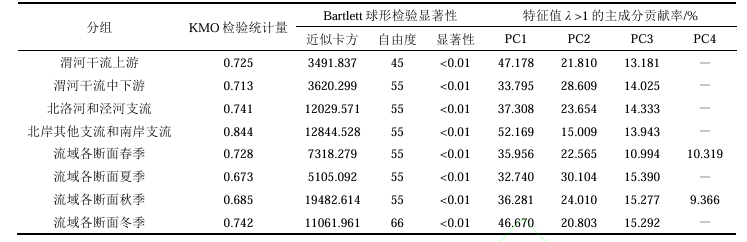 分组 KMO 检验统计量 Bartlett 球形检验显著性 特征值 λ>1 的主成分贡献率/%
近似卡方 自由度 显著性 PC1 PC2 PC3 PC4
渭河干流上游 0.725 3491.837 45 <0.01 47.178 21.810 13.181 —
渭河干流中下游 0.713 3620.299 55 <0.01 33.795 28.609 14.025 —
北洛河和泾河支流 0.741 12029.571 55 <0.01 37.308 23.654 14.333 —
北岸其他支流和南岸支流 0.844 12844.528 55 <0.01 52.169 15.009 13.943 —
流域各断面春季 0.728 7318.279 55 <0.01 35.956 22.565 10.994 10.319
流域各断面夏季 0.673 5105.092 55 <0.01 32.740 30.104 15.390 —
流域各断面秋季 0.685 19482.614 55 <0.01 36.281 24.010 15.277 9.366
流域各断面冬季 0.742 11061.961 66 <0.01 46.670 20.803 15.292 —